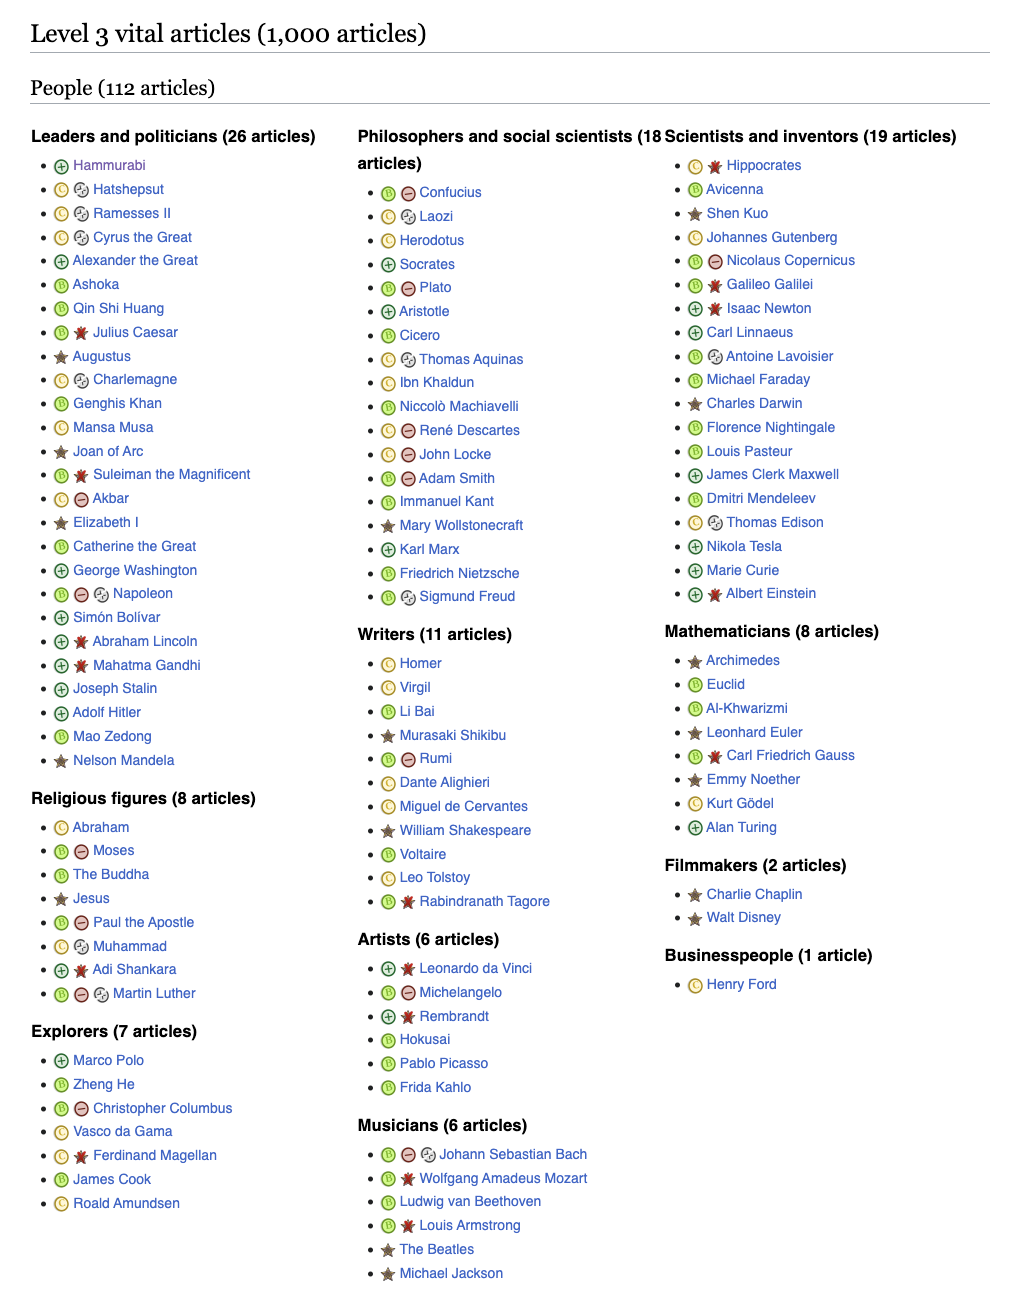 Level 3 vital articles (1,000 articles)
People (112 articles)
Leaders and politicians (26 articles)
Hammurabi
C Hatshepsut
C Ramesses II
C Cyrus the Great
Alexander the Great
B Ashoka
B Qin Shi Huang
B Julius Caesar
Augustus
C Charlemagne
B Genghis Khan
C Mansa Musa
Joan of Arc
B Suleiman the Magnificent
C Akbar
Elizabeth I
B Catherine the Great
George Washington
B Napoleon
Simón Bolívar
Abraham Lincoln
Mahatma Gandhi
Joseph Stalin
Adolf Hitler
B Mao Zedong
Nelson Mandela
Religious figures (8 articles)
C Abraham
B Moses
B The Buddha
Jesus
B Paul the Apostle
C Muhammad
Adi Shankara
B Martin Luther
Explorers (7 articles)
Marco Polo
B Zheng He
B Christopher Columbus
C Vasco da Gama
C Ferdinand Magellan
B James Cook
C Roald Amundsen
Philosophers and social scientists (18
articles)
B Confucius
C Laozi
C Herodotus
Socrates
B Plato
Aristotle
B Cicero
C Thomas Aquinas
C Ibn Khaldun
B Niccolò Machiavelli
C René Descartes
C John Locke
B Adam Smith
B Immanuel Kant
Mary Wollstonecraft
Karl Marx
B Friedrich Nietzsche
B Sigmund Freud
Writers (11 articles)
C Homer
C Virgil
B Li Bai
Murasaki Shikibu
B Rumi
C Dante Alighieri
C Miguel de Cervantes
William Shakespeare
B Voltaire
C Leo Tolstoy
B Rabindranath Tagore
Artists (6 articles)
Leonardo da Vinci
B Michelangelo
Rembrandt
B Hokusai
B Pablo Picasso
B Frida Kahlo
Musicians (6 articles)
B Johann Sebastian Bach
B Wolfgang Amadeus Mozart
B Ludwig van Beethoven
B Louis Armstrong
The Beatles
Michael Jackson
Scientists and inventors (19 articles)
C Hippocrates
B Avicenna
Shen Kuo
C Johannes Gutenberg
B Nicolaus Copernicus
B Galileo Galilei
Isaac Newton
Carl Linnaeus
B Antoine Lavoisier
B Michael Faraday
Charles Darwin
B Florence Nightingale
B Louis Pasteur
James Clerk Maxwell
B Dmitri Mendeleev
C Thomas Edison
Nikola Tesla
Marie Curie
Albert Einstein
Mathematicians (8 articles)
Archimedes
B Euclid
B Al-Khwarizmi
Leonhard Euler
B Carl Friedrich Gauss
Emmy Noether
C Kurt Gödel
Alan Turing
Filmmakers (2 articles)
Charlie Chaplin
Walt Disney
Businesspeople (1 article)
C Henry Ford